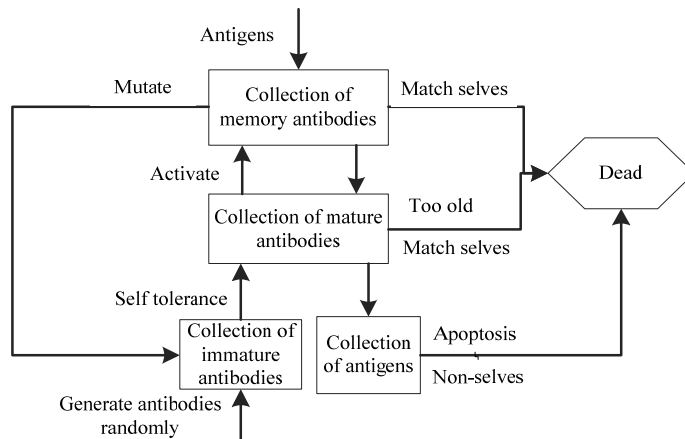 Antigens
Mutate
Collection of
memory antibodies
Match selves
Activate
Dead
Collection of mature
antibodies
Too old
Match selves
Self tolerance
Collection of
immature
antibodies
Collection
of antigens
Apoptosis
Non-selves
Generate antibodies
randomly